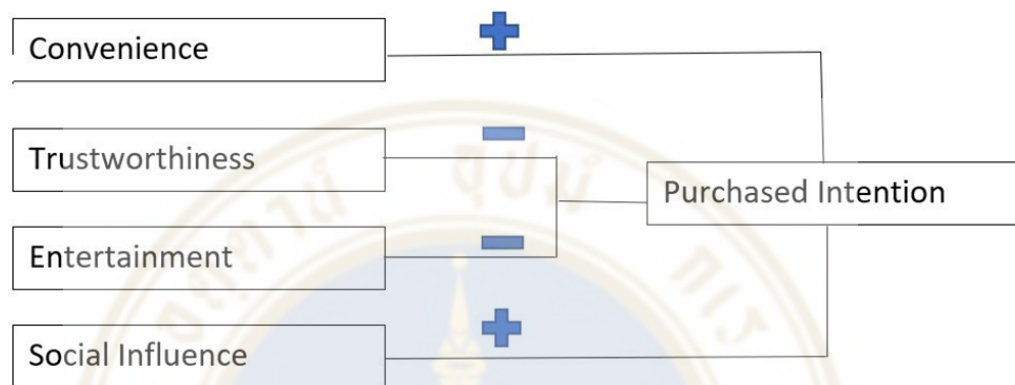 Convenience
Trustworthiness
Entertainment
Social Influence
Purchased Intention